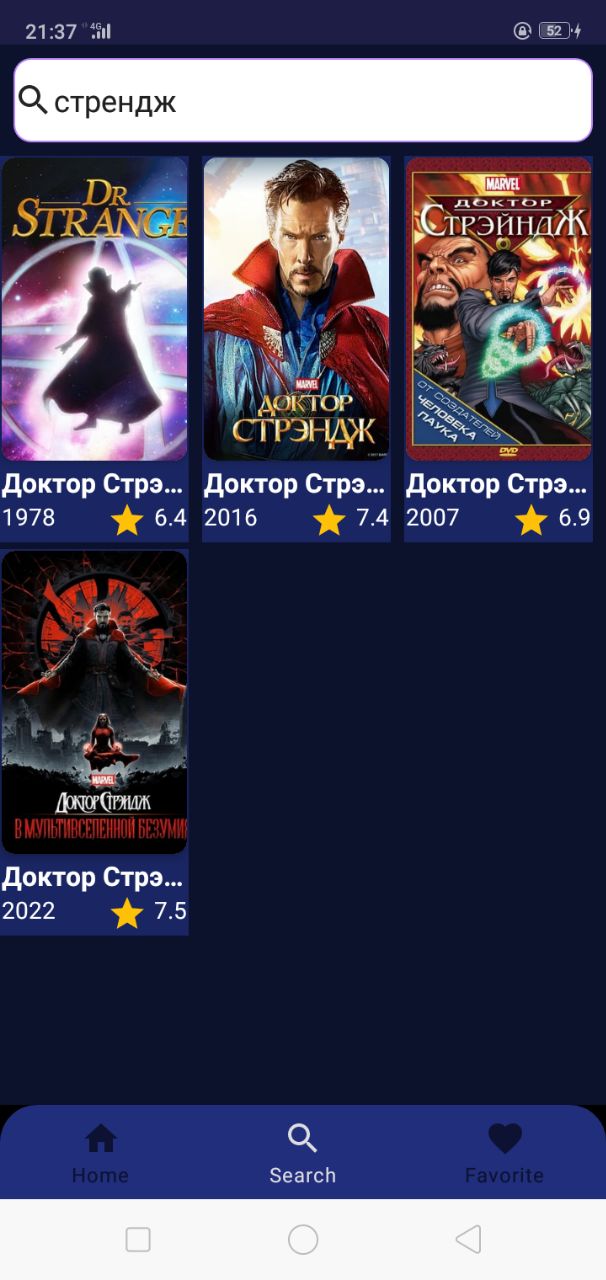 21:37 4G 52
стрендж
DR
STRANGE
MARVEL
ДОКТОР
СТРЭНДЖ
MARVEL
ДОКТОР
СТРЭЙНДЖ
ОТ СОЗДАТЕЛЕЙ
ЧЕЛОВЕКА
ПАУКА
DVD
Доктор Стрэ... Доктор Стрэ... Доктор Стрэ...
1978 6.4 2016 7.4 2007 6.9
MARVEL
ДОКТОР СТРЭНДЖ
В МУЛЬТИВСЕЛЕННОЙ БЕЗУМИ
Доктор Стрэ...
2022 7.5
Home Search Favorite